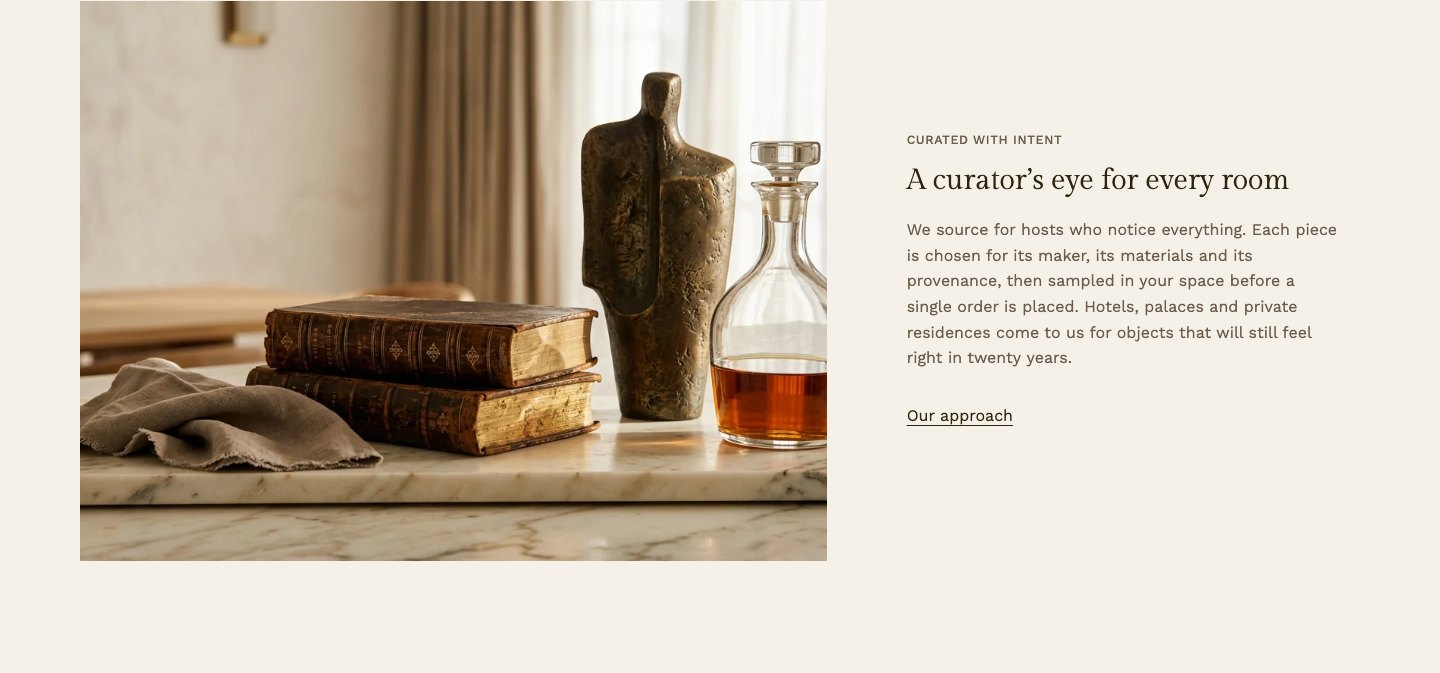 CURATED WITH INTENT
A curator’s eye for every room
We source for hosts who notice everything. Each piece
is chosen for its maker, its materials and its
provenance, then sampled in your space before a
single order is placed. Hotels, palaces and private
residences come to us for objects that will still feel
right in twenty years.
Our approach